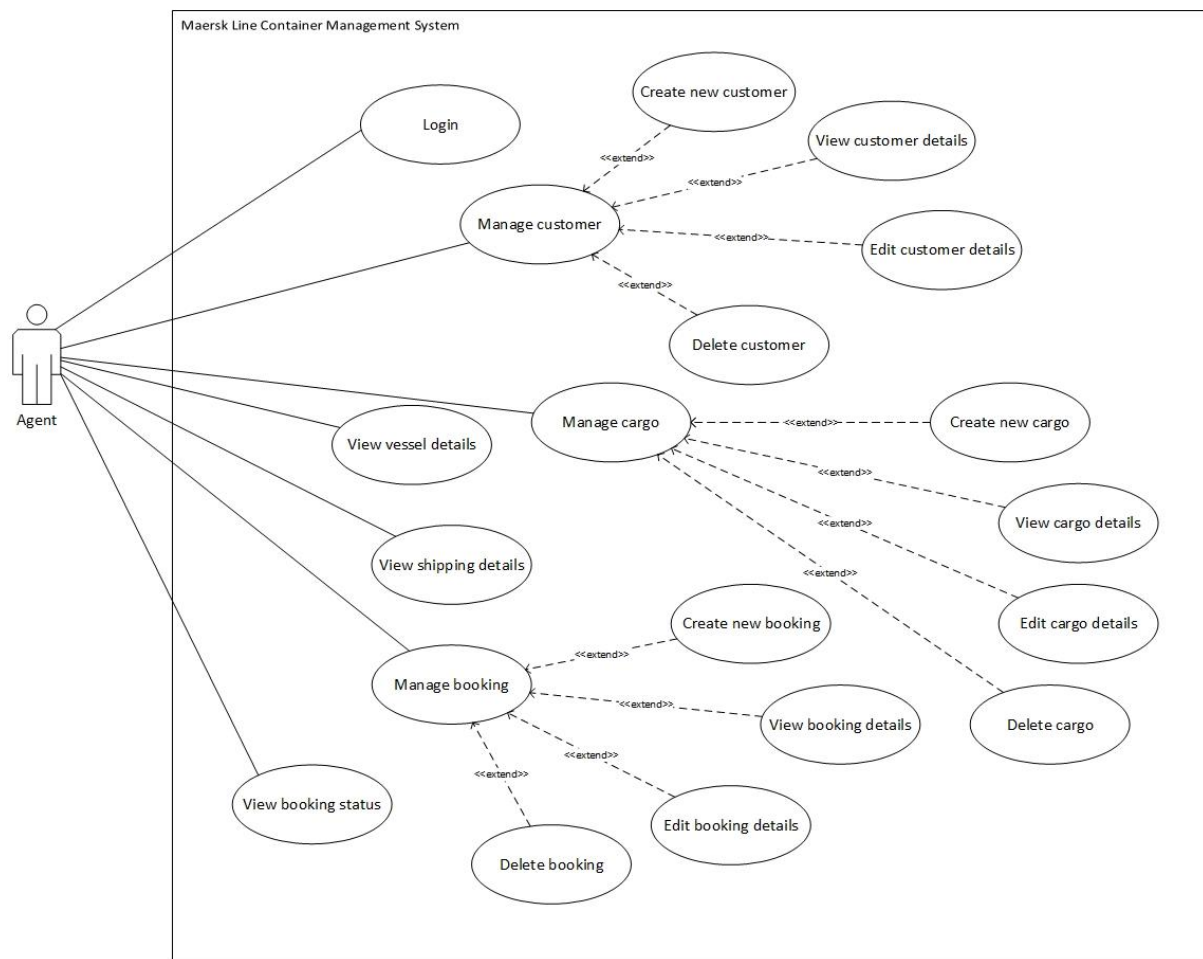 Maersk Line Container Management System
Create new customer
Login
View customer details
<<extend>>
<<extend>>
Manage customer
<<extend>>
Edit customer details
<<extend>>
Delete customer
Agent
Manage cargo
<<extend>>
Create new cargo
View vessel details
<<extend>>
View cargo details
<<extend>>
View shipping details
<<extend>>
Create new booking
Edit cargo details
<<extend>>
Manage booking
<<extend>>
View booking details
Delete cargo
<<extend>>
<<extend>>
View booking status
Edit booking details
Delete booking